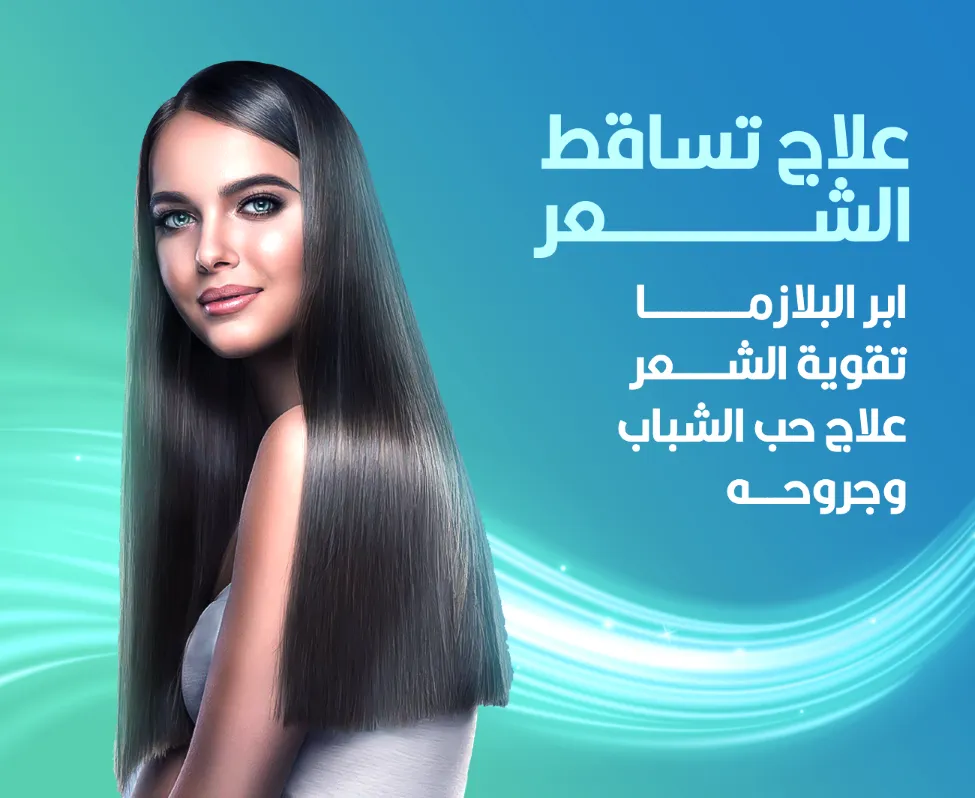 علاج تساقط
الشعر
ابر البلازما
تقوية الشعر
علاج حب الشباب
وجروحه